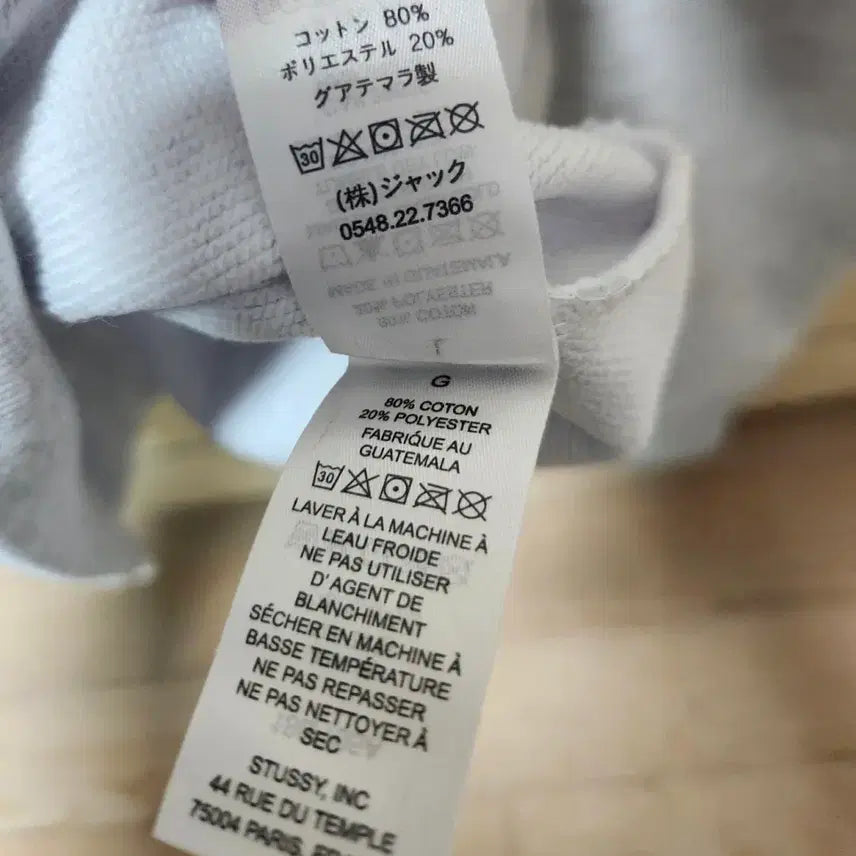 コットン 80%
ポリエステル 20%
グアテマラ製
30
(株)ジャック
0548.22.7366
G
80% COTON
20% POLYESTER
FABRIQUE AU
GUATEMALA
30
LAVER À LA MACHINE À
LEAU FROIDE
NE PAS UTILISER
D'AGENT DE
BLANCHIMENT
SÉCHER EN MACHINE À
BASSE TEMPÉRATURE
NE PAS REPASSER
NE PAS NETTOYER À
SEC
STUSSY, INC
44 RUE DU TEMPLE
75004 PARIS,